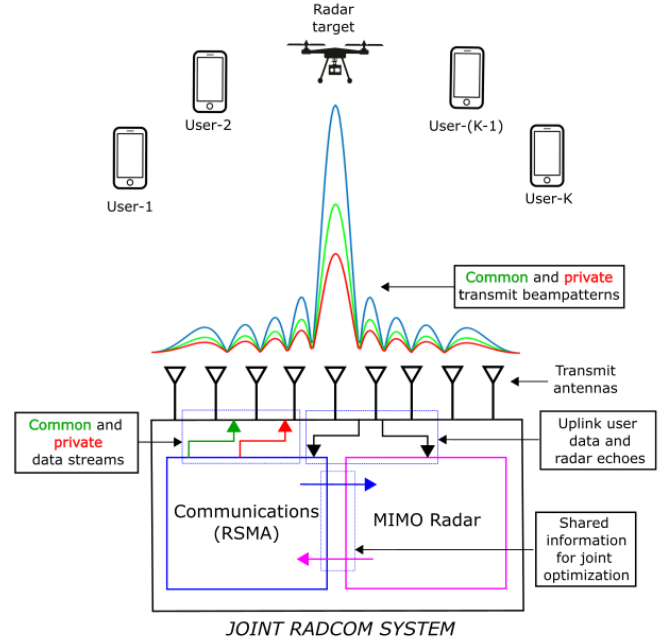 Radar
target
User-2
User-(K-1)
User-1
User-K
Common and private
transmit beampatterns
Transmit
antennas
Common and
private
data streams
Uplink user
data and
radar echoes
Communications
(RSMA)
MIMO Radar
Shared
information
for joint
optimization
JOINT RADCOM SYSTEM